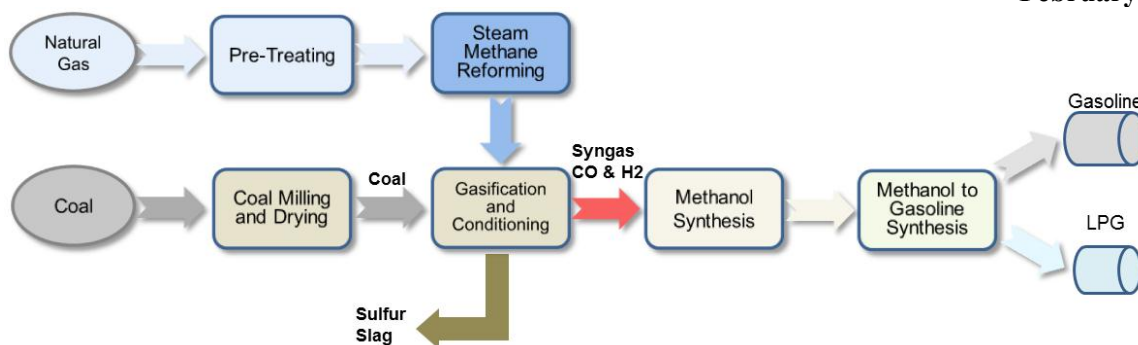 February
Natural
Gas
Pre-Treating
Steam
Methane
Reforming
Gasoline
Coal
Coal Milling
and Drying
Coal
Gasification
and
Conditioning
Syngas
CO & H2
Methanol
Synthesis
Methanol to
Gasoline
Synthesis
LPG
Sulfur
Slag